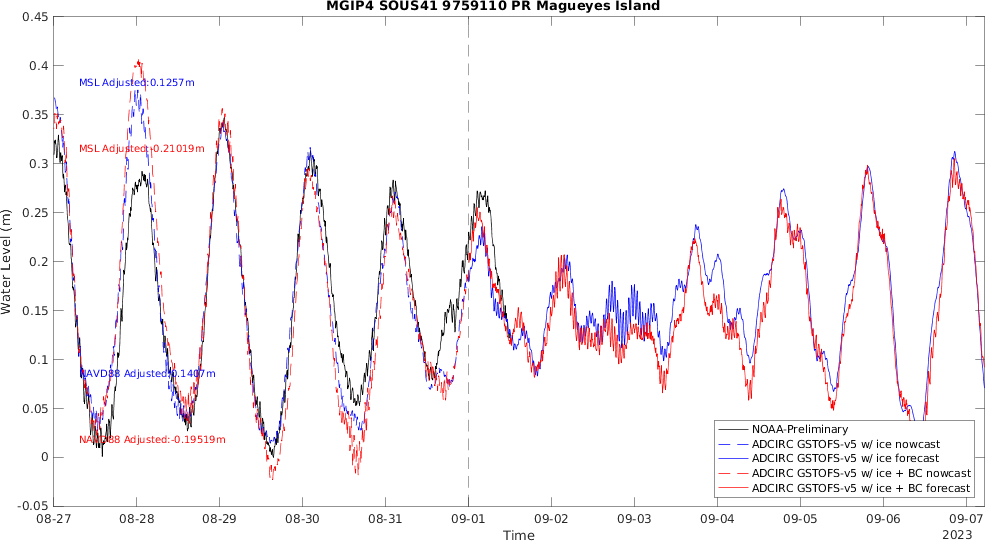 MGIP4 SOUS41 9759110 PR Magueyes Island
0.45
0.4
0.35
0.3
0.25
0.2
0.15
0.1
0.05
0
-0.05
Water Level (m)
MSL Adjusted:0.1257m
MSL Adjusted:-0.21019m
NAVD88 Adjusted:0.1407m
NAVD88 Adjusted:-0.19519m
NOAA-Preliminary
ADCIRC GSTOFS-v5 w/ ice nowcast
ADCIRC GSTOFS-v5 w/ ice forecast
ADCIRC GSTOFS-v5 w/ ice + BC nowcast
ADCIRC GSTOFS-v5 w/ ice + BC forecast
08-27 08-28 08-29 08-30 08-31 09-01 09-02 09-03 09-04 09-05 09-06 09-07
Time
2023